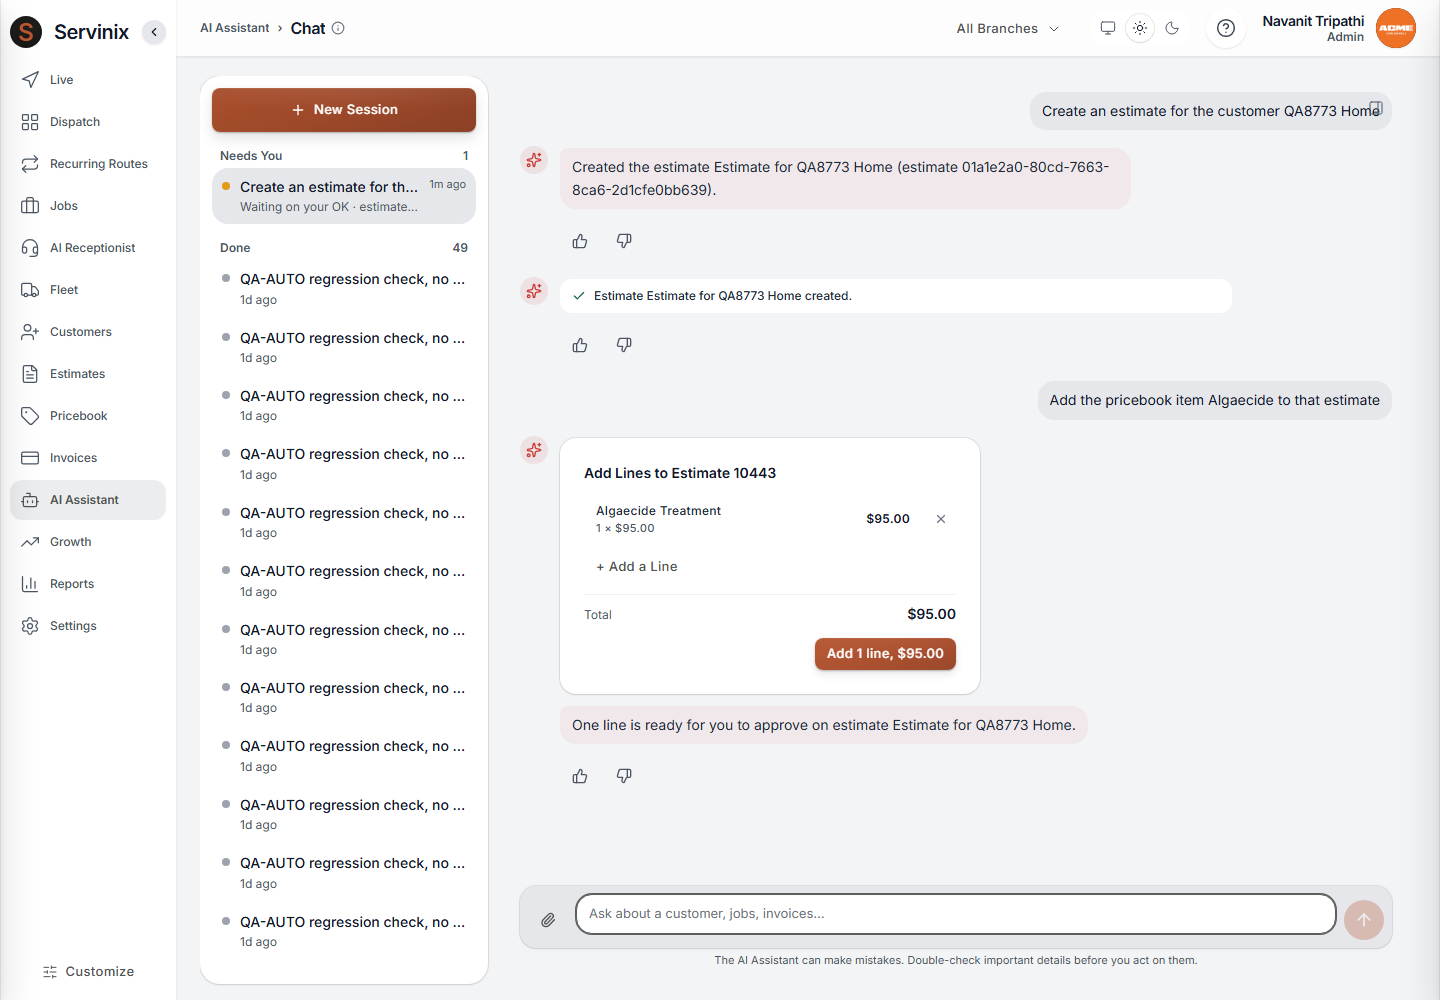 S Servinix
Live
Dispatch
Recurring Routes
Jobs
AI Receptionist
Fleet
Customers
Estimates
Pricebook
Invoices
AI Assistant
Growth
Reports
Settings
Customize
AI Assistant › Chat
All Branches
Navanit Tripathi
Admin
ACME
+ New Session
Needs You 1
Create an estimate for th... 1m ago
Waiting on your OK · estimate...
Done 49
QA-AUTO regression check, no ...
1d ago
QA-AUTO regression check, no ...
1d ago
QA-AUTO regression check, no ...
1d ago
QA-AUTO regression check, no ...
1d ago
QA-AUTO regression check, no ...
1d ago
QA-AUTO regression check, no ...
1d ago
QA-AUTO regression check, no ...
1d ago
QA-AUTO regression check, no ...
1d ago
QA-AUTO regression check, no ...
1d ago
QA-AUTO regression check, no ...
1d ago
QA-AUTO regression check, no ...
1d ago
QA-AUTO regression check, no ...
1d ago
Create an estimate for the customer QA8773 Home
Created the estimate Estimate for QA8773 Home (estimate 01a1e2a0-80cd-7663-
8ca6-2d1cfe0bb639).
Estimate Estimate for QA8773 Home created.
Add the pricebook item Algaecide to that estimate
Add Lines to Estimate 10443
Algaecide Treatment
1 × $95.00
$95.00
+ Add a Line
Total $95.00
Add 1 line, $95.00
One line is ready for you to approve on estimate Estimate for QA8773 Home.
Ask about a customer, jobs, invoices...
The AI Assistant can make mistakes. Double-check important details before you act on them.